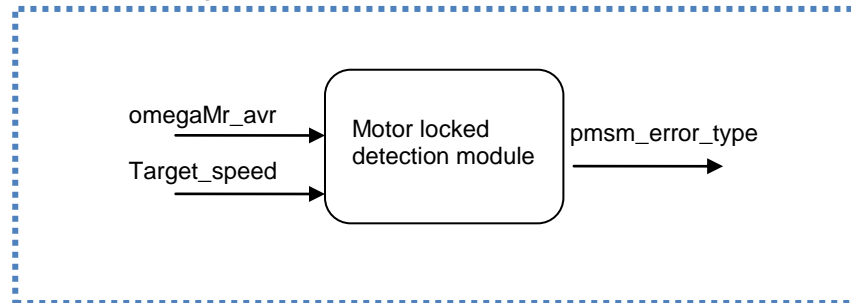 omegaMr_avr
Target_speed
Motor locked
detection module
pmsm_error_type